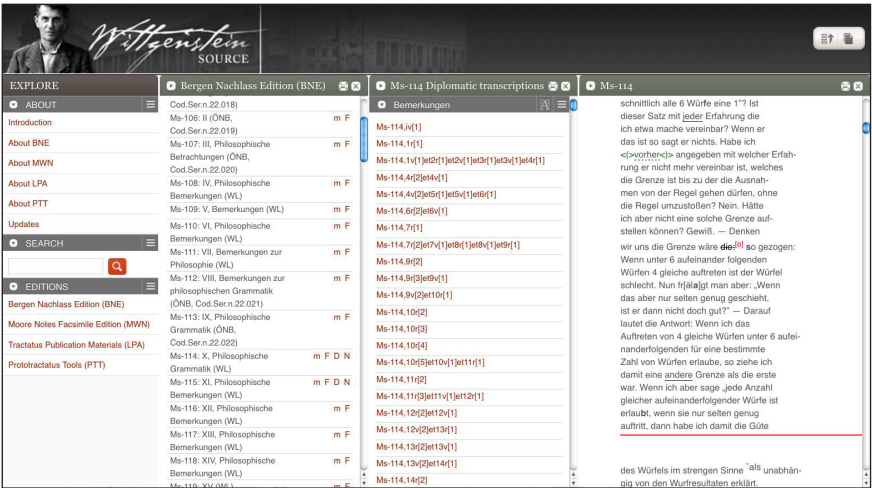 Wittgenstein
SOURCE
EXPLORE
ABOUT
Introduction
About BNE
About MWN
About LPA
About PTT
Updates
SEARCH
EDITIONS
Bergen Nachlass Edition (BNE)
Moore Notes Facsimile Edition (MWN)
Tractatus Publication Materials (LPA)
Prototractatus Tools (PTT)
Bergen Nachlass Edition (BNE)
Cod.Ser.n.22.018)
Ms-106: II (ÖNB, m F
Cod.Ser.n.22.019)
Ms-107: III, Philosophische m F
Betrachtungen (ÖNB,
Cod.Ser.n.22.020)
Ms-108: IV, Philosophische m F
Bemerkungen (WL)
Ms-109: V, Bemerkungen (WL) m F
Ms-110: VI, Philosophische m F
Bemerkungen (WL)
Ms-111: VII, Bemerkungen zur m F
Philosophie (WL)
Ms-112: VIII, Bemerkungen zur m F
philosophischen Grammatik
(ÖNB, Cod.Ser.n.22.021)
Ms-113: IX, Philosophische m F
Grammatik (ÖNB,
Cod.Ser.n.22.022)
Ms-114: X, Philosophische m F D N
Grammatik (WL)
Ms-115: XI, Philosophische m F D N
Bemerkungen (WL)
Ms-116: XII, Philosophische m F
Bemerkungen (WL)
Ms-117: XIII, Philosophische m F
Bemerkungen (WL)
Ms-118: XIV, Philosophische m F
Bemerkungen (WL)
Ms-119: XV (WL) m F
Ms-114 Diplomatic transcriptions
Bemerkungen
Ms-114,iv[1]
Ms-114,1r[1]
Ms-114,1v[1]et2r[1]et2v[1]et3r[1]et3v[1]et4r[1]
Ms-114,4r[2]et4v[1]
Ms-114,4v[2]et5r[1]et5v[1]et6r[1]
Ms-114,6r[2]et6v[1]
Ms-114,7r[1]
Ms-114,7r[2]et7v[1]et8r[1]et8v[1]et9r[1]
Ms-114,9r[2]
Ms-114,9r[3]et9v[1]
Ms-114,9v[2]et10r[1]
Ms-114,10r[2]
Ms-114,10r[3]
Ms-114,10r[4]
Ms-114,10r[5]et10v[1]et11r[1]
Ms-114,11r[2]
Ms-114,11r[3]et11v[1]et12r[1]
Ms-114,12r[2]et12v[1]
Ms-114,12v[2]et13r[1]
Ms-114,13r[2]et13v[1]
Ms-114,13v[2]et14r[1]
Ms-114,14r[2]
Ms-114
schnittlich alle 6 Würfe eine 1"? Ist
dieser Satz mit jeder Erfahrung die
ich etwa mache vereinbar? Wenn er
das ist so sagt er nichts. Habe ich
<(>vorher<)> angegeben mit welcher Erfah-
rung er nicht mehr vereinbar ist, welches
die Grenze ist bis zu der die Ausnah-
men von der Regel gehen dürfen, ohne
die Regel umzustoßen? Nein. Hätte
ich aber nicht eine solche Grenze auf-
stellen können? Gewiß. — Denken
wir uns die Grenze wäre die:[o] so gezogen:
Wenn unter 6 aufeinander folgenden
Würfen 4 gleiche auftreten ist der Würfel
schlecht. Nun fr[ä|a]gt man aber: „Wenn
das aber nur selten genug geschieht,
ist er dann nicht doch gut?" — Darauf
lautet die Antwort: Wenn ich das
Auftreten von 4 gleiche Würfen unter 6 aufei-
nanderfolgenden für eine bestimmte
Zahl von Würfen erlaube, so ziehe ich
damit eine andere Grenze als die erste
war. Wenn ich aber sage „jede Anzahl
gleicher aufeinanderfolgender Würfe ist
erlaubt, wenn sie nur selten genug
auftritt, dann habe ich damit die Güte
des Würfels im strengen Sinne ˜als unabhän-
gig von den Wurfresultaten erklärt.